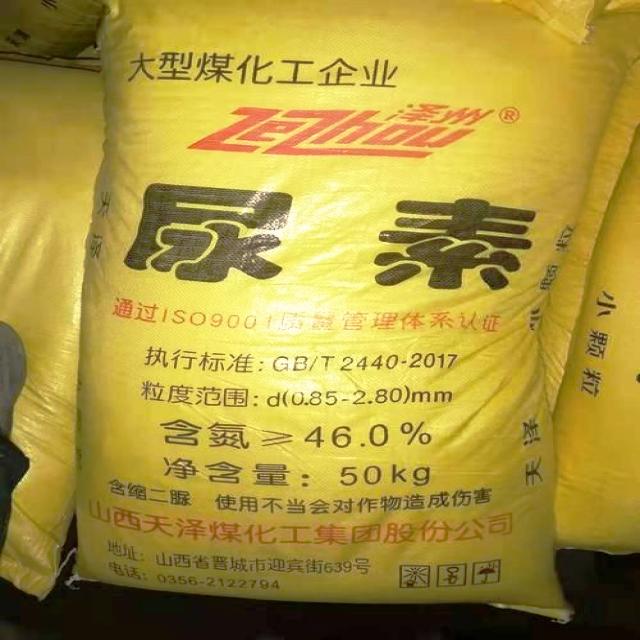 大型煤化工企业
泽州®
ZeZhou
尿素
通过ISO9001质量管理体系认证
执行标准:GB/T 2440-2017
粒度范围:d(0.85-2.80)mm
含氮≥46.0%
净含量:50kg
含缩二脲 使用不当会对作物造成伤害
山西天泽煤化工集团股份公司
地址:山西省晋城市迎宾街639号
电话:0356-2122794
天泽
天泽
小颗粒